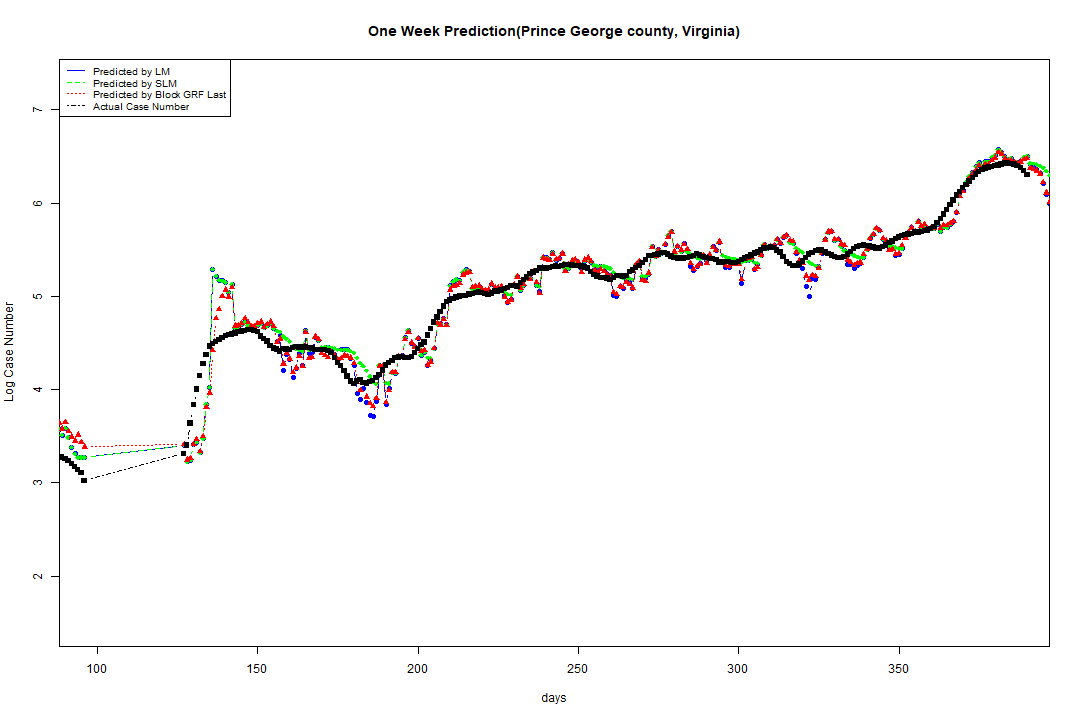 One Week Prediction(Prince George county, Virginia)
Predicted by LM
Predicted by SLM
Predicted by Block GRF Last
Actual Case Number
7
6
5
4
3
2
Log Case Number
100 150 200 250 300 350
days